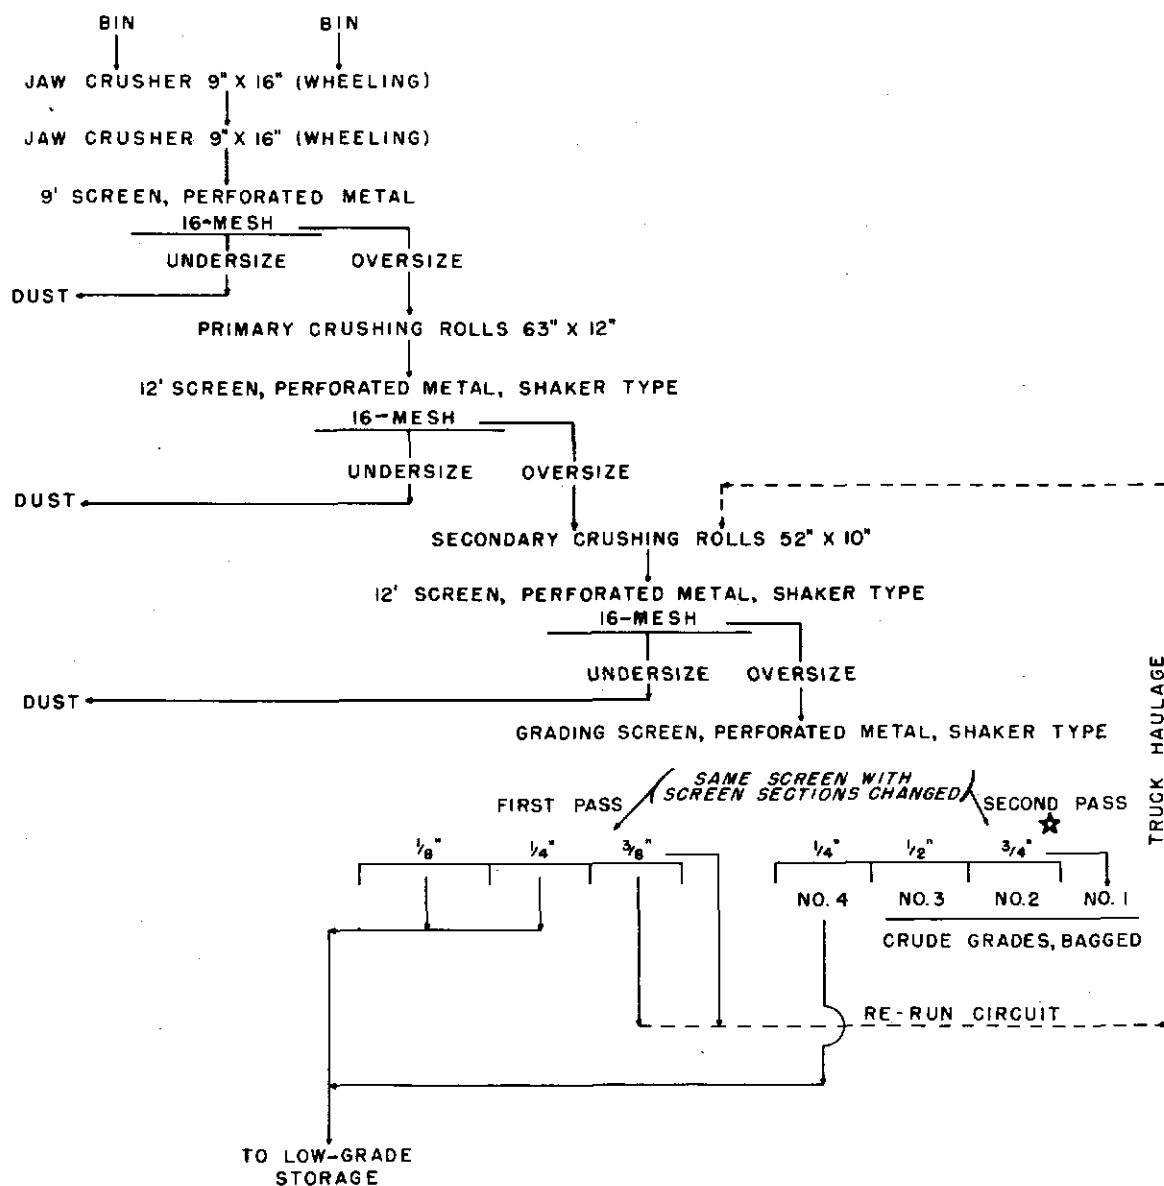 BIN BIN
JAW CRUSHER 9" X 16" (WHEELING)
JAW CRUSHER 9" X 16" (WHEELING)
9' SCREEN, PERFORATED METAL
16-MESH
UNDERSIZE OVERSIZE
DUST
PRIMARY CRUSHING ROLLS 63" X 12"
12' SCREEN, PERFORATED METAL, SHAKER TYPE
16-MESH
UNDERSIZE OVERSIZE
DUST
SECONDARY CRUSHING ROLLS 52" X 10"
12' SCREEN, PERFORATED METAL, SHAKER TYPE
16-MESH
UNDERSIZE OVERSIZE
DUST
GRADING SCREEN, PERFORATED METAL, SHAKER TYPE
TRUCK HAULAGE
(SAME SCREEN WITH
SCREEN SECTIONS CHANGED)
FIRST PASS SECOND PASS
1/8" 1/4" 3/8" 1/4" 1/2" 3/4"
NO. 4 NO. 3 NO. 2 NO. 1
CRUDE GRADES, BAGGED
RE-RUN CIRCUIT
TO LOW-GRADE
STORAGE